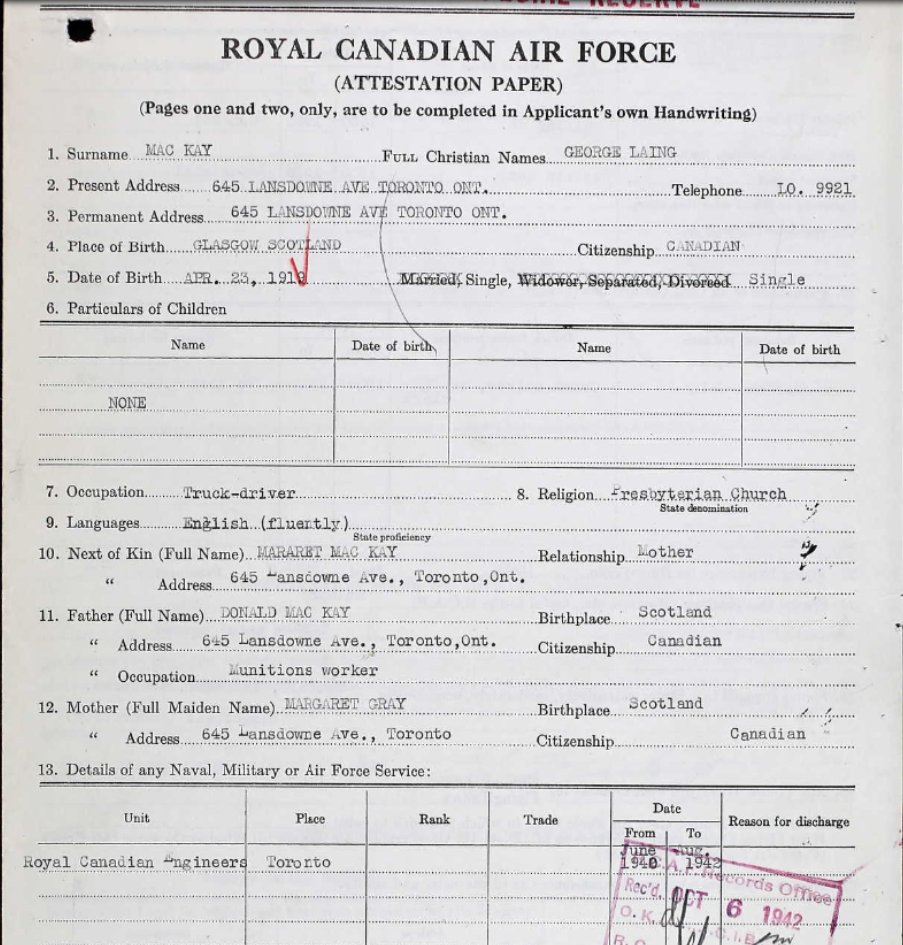 RESERVE
ROYAL CANADIAN AIR FORCE
(ATTESTATION PAPER)
(Pages one and two, only, are to be completed in Applicant's own Handwriting)
1. Surname MAC KAY FULL Christian Names GEORGE LAING
2. Present Address 645 LANSDOWNE AVE TORONTO ONT. Telephone LO. 9921
3. Permanent Address 645 LANSDOWNE AVE TORONTO ONT.
4. Place of Birth GLASGOW SCOTLAND Citizenship CANADIAN
5. Date of Birth APR. 23, Married, Single, Widower, Separated, Divorced Single
6. Particulars of Children
Name Date of birth Name Date of birth
NONE
7. Occupation Truck-driver 8. Religion Presbyterian Church
State denomination
9. Languages English (fluently)
State proficiency
10. Next of Kin (Full Name) MARARET MAC KAY Relationship Mother
" Address 645 Lansdowne Ave., Toronto,Ont.
11. Father (Full Name) DONALD MAC KAY Birthplace Scotland
" Address 645 Lansdowne Ave., Toronto,Ont. Citizenship Canadian
" Occupation Munitions worker
12. Mother (Full Maiden Name) MARGARET GRAY Birthplace Scotland
" Address 645 Lansdowne Ave., Toronto Citizenship Canadian
13. Details of any Naval, Military or Air Force Service:
Unit Place Rank Trade Date Reason for discharge
From To
June Aug.
Royal Canadian Engineers Toronto 1940 1942
Records Office
Rec'd. OCT 6 1942
O. K.